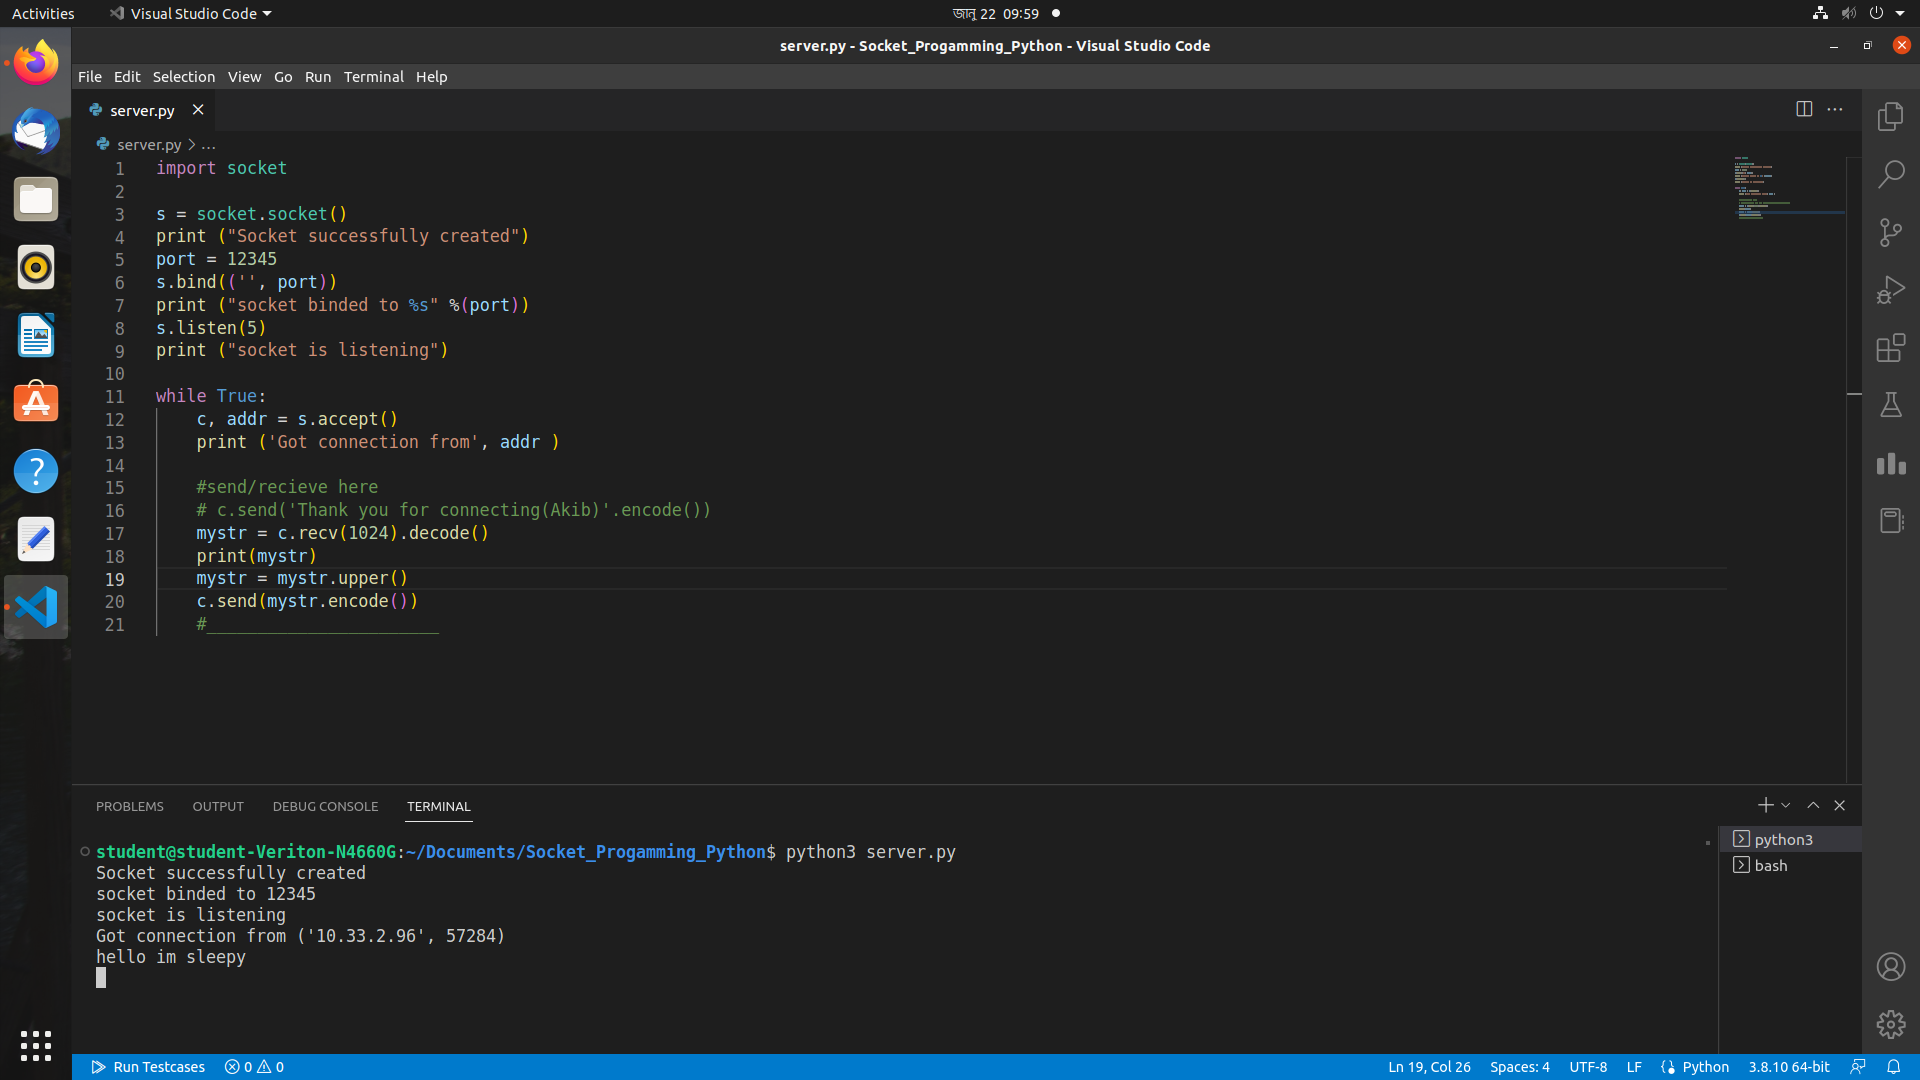 Activities
Visual Studio Code
জানু 22 09:59
server.py - Socket_Progamming_Python - Visual Studio Code
File Edit Selection View Go Run Terminal Help
server.py
server.py > ...
1 import socket
2
3 s = socket.socket()
4 print ("Socket successfully created")
5 port = 12345
6 s.bind(('', port))
7 print ("socket binded to %s" %(port))
8 s.listen(5)
9 print ("socket is listening")
10
11 while True:
12 c, addr = s.accept()
13 print ('Got connection from', addr )
14
15 #send/recieve here
16 # c.send('Thank you for connecting(Akib)'.encode())
17 mystr = c.recv(1024).decode()
18 print(mystr)
19 mystr = mystr.upper()
20 c.send(mystr.encode())
21 #_______________________
PROBLEMS OUTPUT DEBUG CONSOLE TERMINAL
student@student-Veriton-N4660G:~/Documents/Socket_Progamming_Python$ python3 server.py
Socket successfully created
socket binded to 12345
socket is listening
Got connection from ('10.33.2.96', 57284)
hello im sleepy
python3
bash
Run Testcases 0 0
Ln 19, Col 26 Spaces: 4 UTF-8 LF Python 3.8.10 64-bit